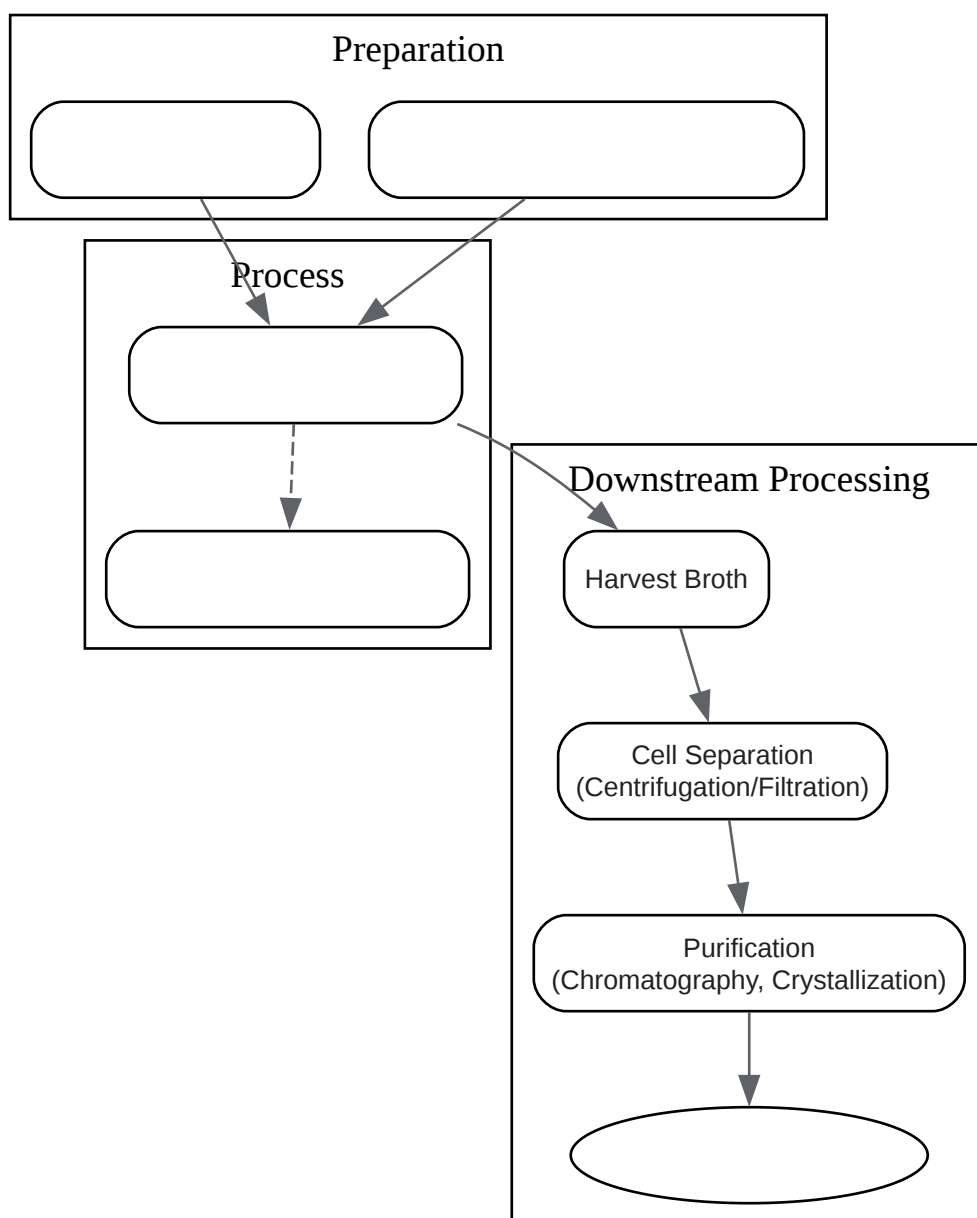 Preparation
Process
Downstream Processing
Harvest Broth
Cell Separation
(Centrifugation/Filtration)
Purification
(Chromatography, Crystallization)